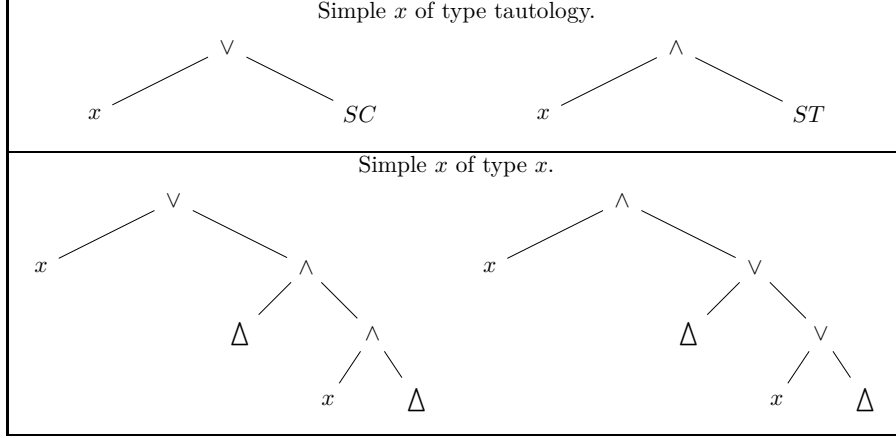 Simple x of type tautology.
∨ ∧
x SC x ST
Simple x of type x.
∨ ∧
x ∧ x ∨
Δ ∧ Δ ∨
x Δ x Δ